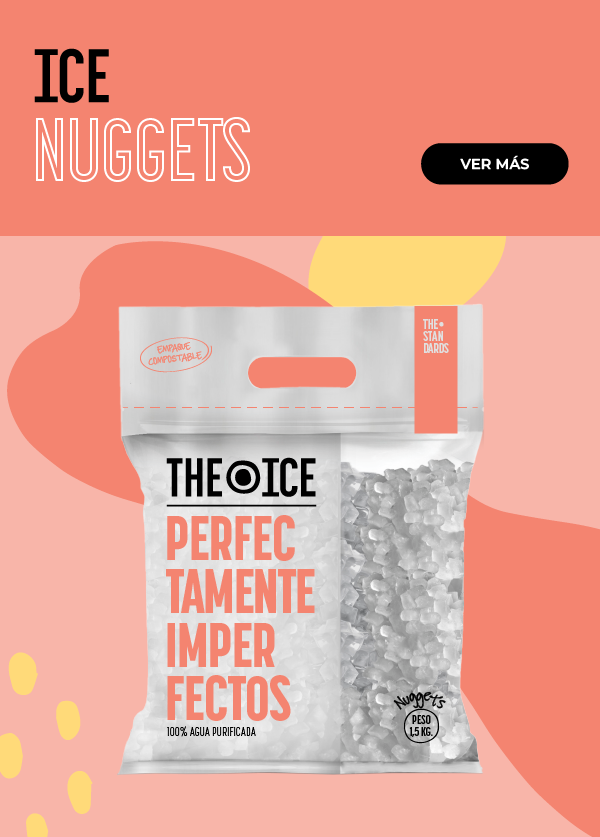 ICE
NUGGETS
VER MÁS
EMPAQUE
COMPOSTABLE
THE
STAN
DARDS
THE ICE
PERFEC
TAMENTE
IMPER
FECTOS
100% AGUA PURIFICADA
Nuggets
PESO
1,5 KG.